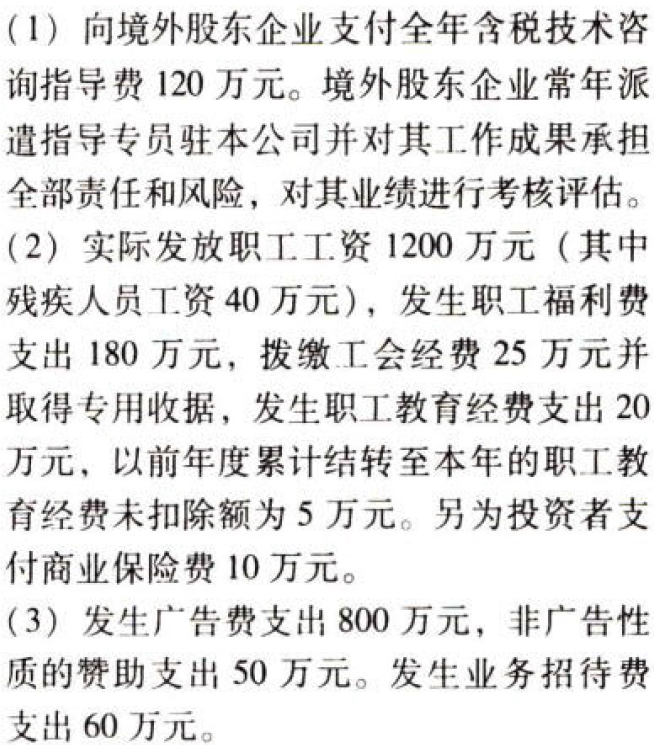 (1) 向境外股东企业支付全年含税技术咨
询指导费 120 万元。境外股东企业常年派
遣指导专员驻本公司并对其工作成果承担
全部责任和风险，对其业绩进行考核评估。
(2) 实际发放职工工资 1200 万元（其中
残疾人员工资 40 万元），发生职工福利费
支出 180 万元，拨缴工会经费 25 万元并
取得专用收据，发生职工教育经费支出 20
万元，以前年度累计结转至本年的职工教
育经费未扣除额为 5 万元。另为投资者支
付商业保险费 10 万元。
(3) 发生广告费支出 800 万元，非广告性
质的赞助支出 50 万元。发生业务招待费
支出 60 万元。